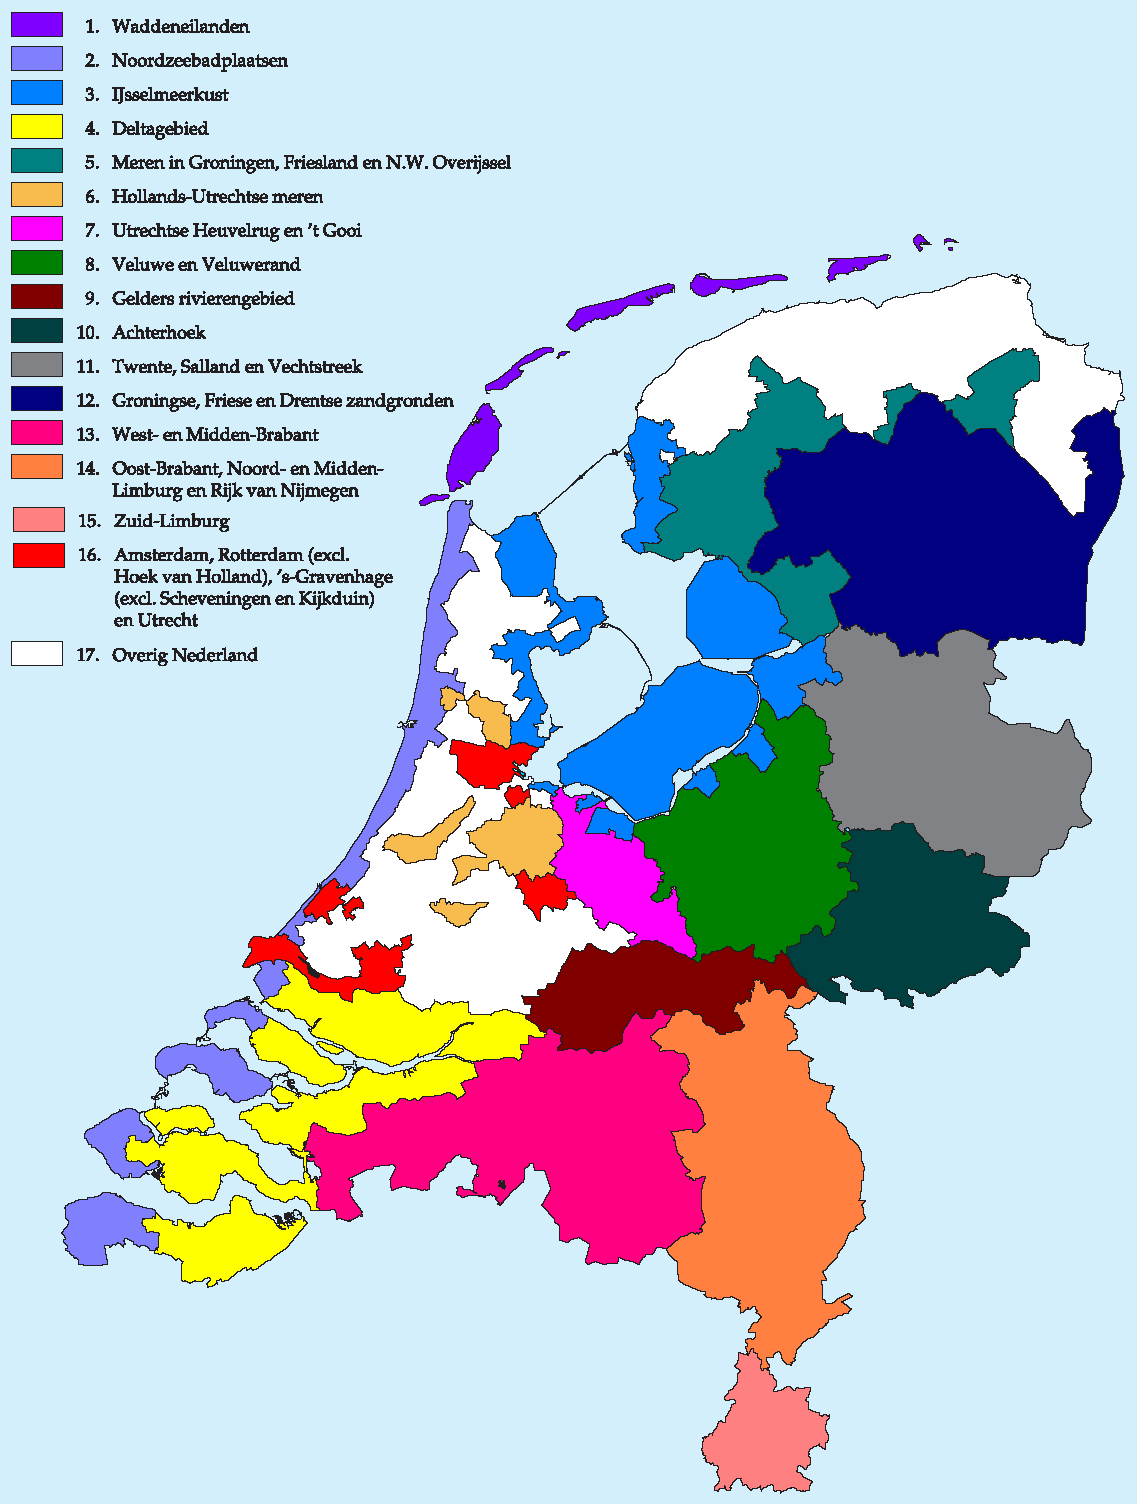 1. Waddeneilanden
2. Noordzeebadplaatsen
3. IJsselmeerkust
4. Deltagebied
5. Meren in Groningen, Friesland en N.W. Overijssel
6. Hollands-Utrechtse meren
7. Utrechtse Heuvelrug en 't Gooi
8. Veluwe en Veluwerand
9. Gelders rivierengebied
10. Achterhoek
11. Twente, Salland en Vechtstreek
12. Groningse, Friese en Drentse zandgronden
13. West- en Midden-Brabant
14. Oost-Brabant, Noord- en Midden-
Limburg en Rijk van Nijmegen
15. Zuid-Limburg
16. Amsterdam, Rotterdam (excl.
Hoek van Holland), 's-Gravenhage
(excl. Scheveningen en Kijkduin)
en Utrecht
17. Overig Nederland